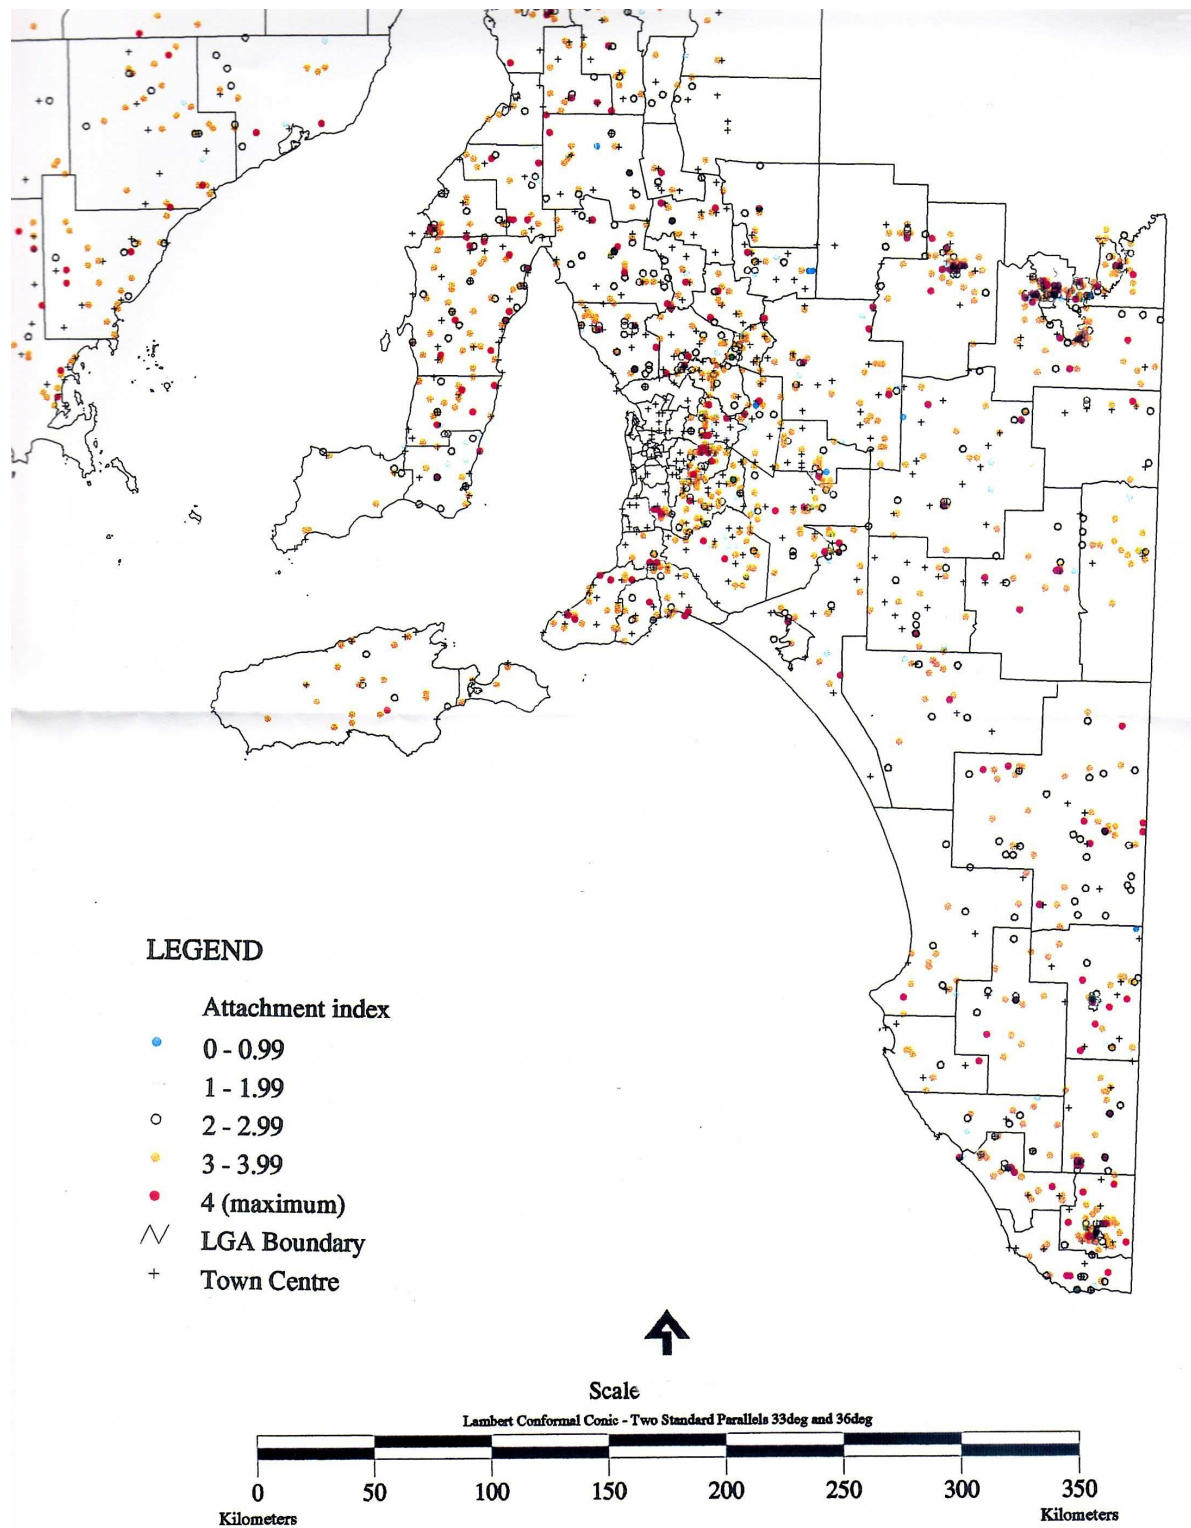 LEGEND
Attachment index
0 - 0.99
1 - 1.99
2 - 2.99
3 - 3.99
4 (maximum)
LGA Boundary
Town Centre
Scale
Lambert Conformal Conic - Two Standard Parallels 33deg and 36deg
0 50 100 150 200 250 300 350
Kilometers Kilometers